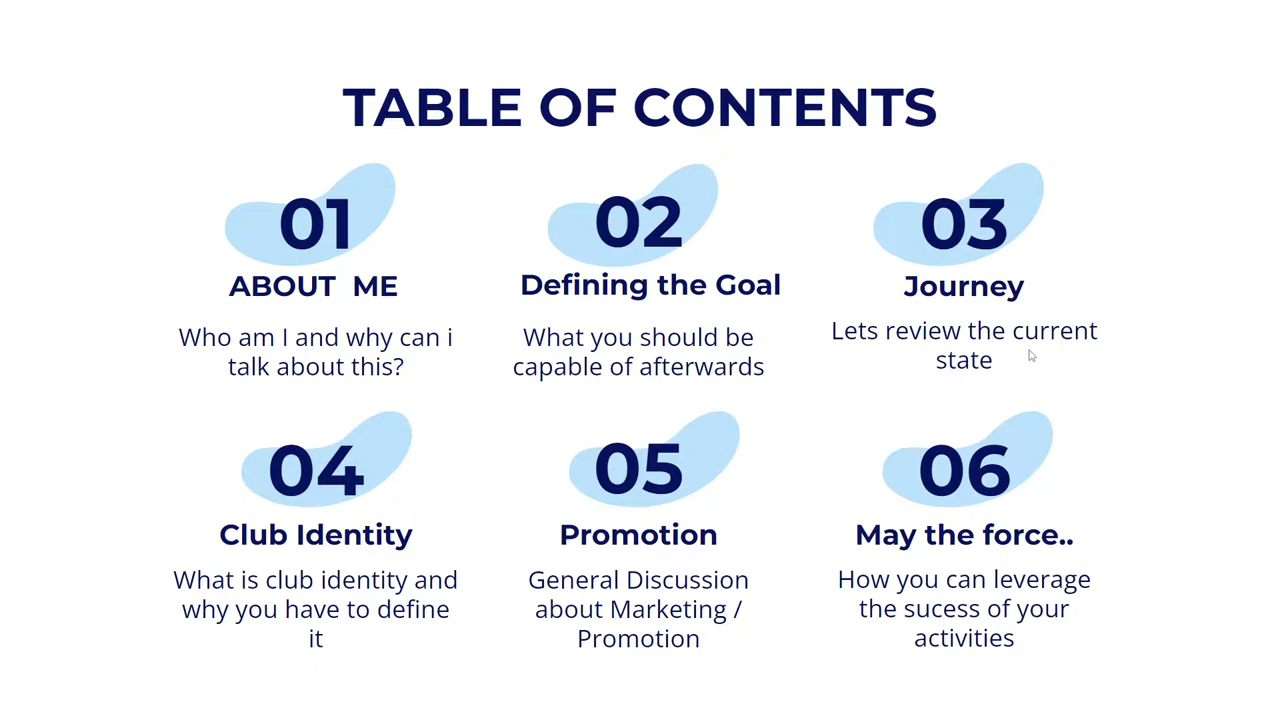 TABLE OF CONTENTS
01
ABOUT ME
Who am I and why can i
talk about this?
02
Defining the Goal
What you should be
capable of afterwards
03
Journey
Lets review the current
state
04
Club Identity
What is club identity and
why you have to define
it
05
Promotion
General Discussion
about Marketing /
Promotion
06
May the force..
How you can leverage
the sucess of your
activities